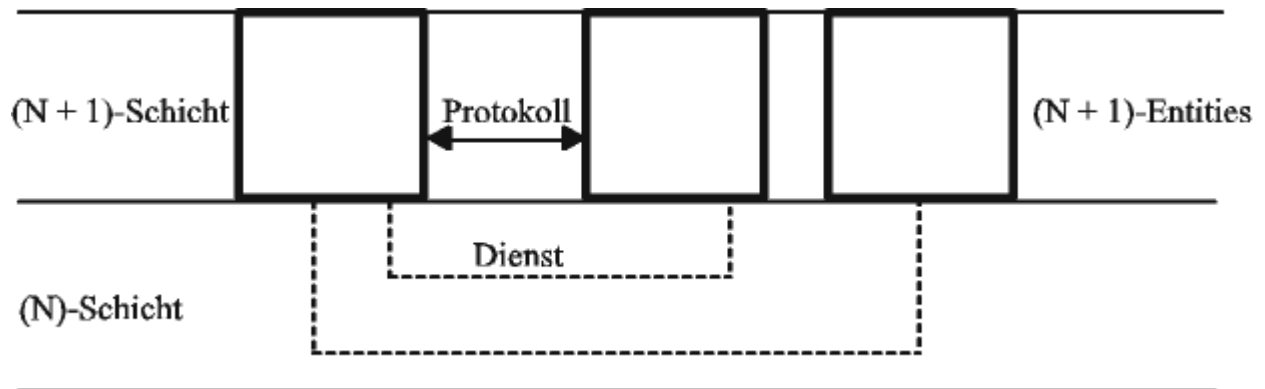 (N + 1)-Schicht
Protokoll
(N + 1)-Entities
Dienst
(N)-Schicht